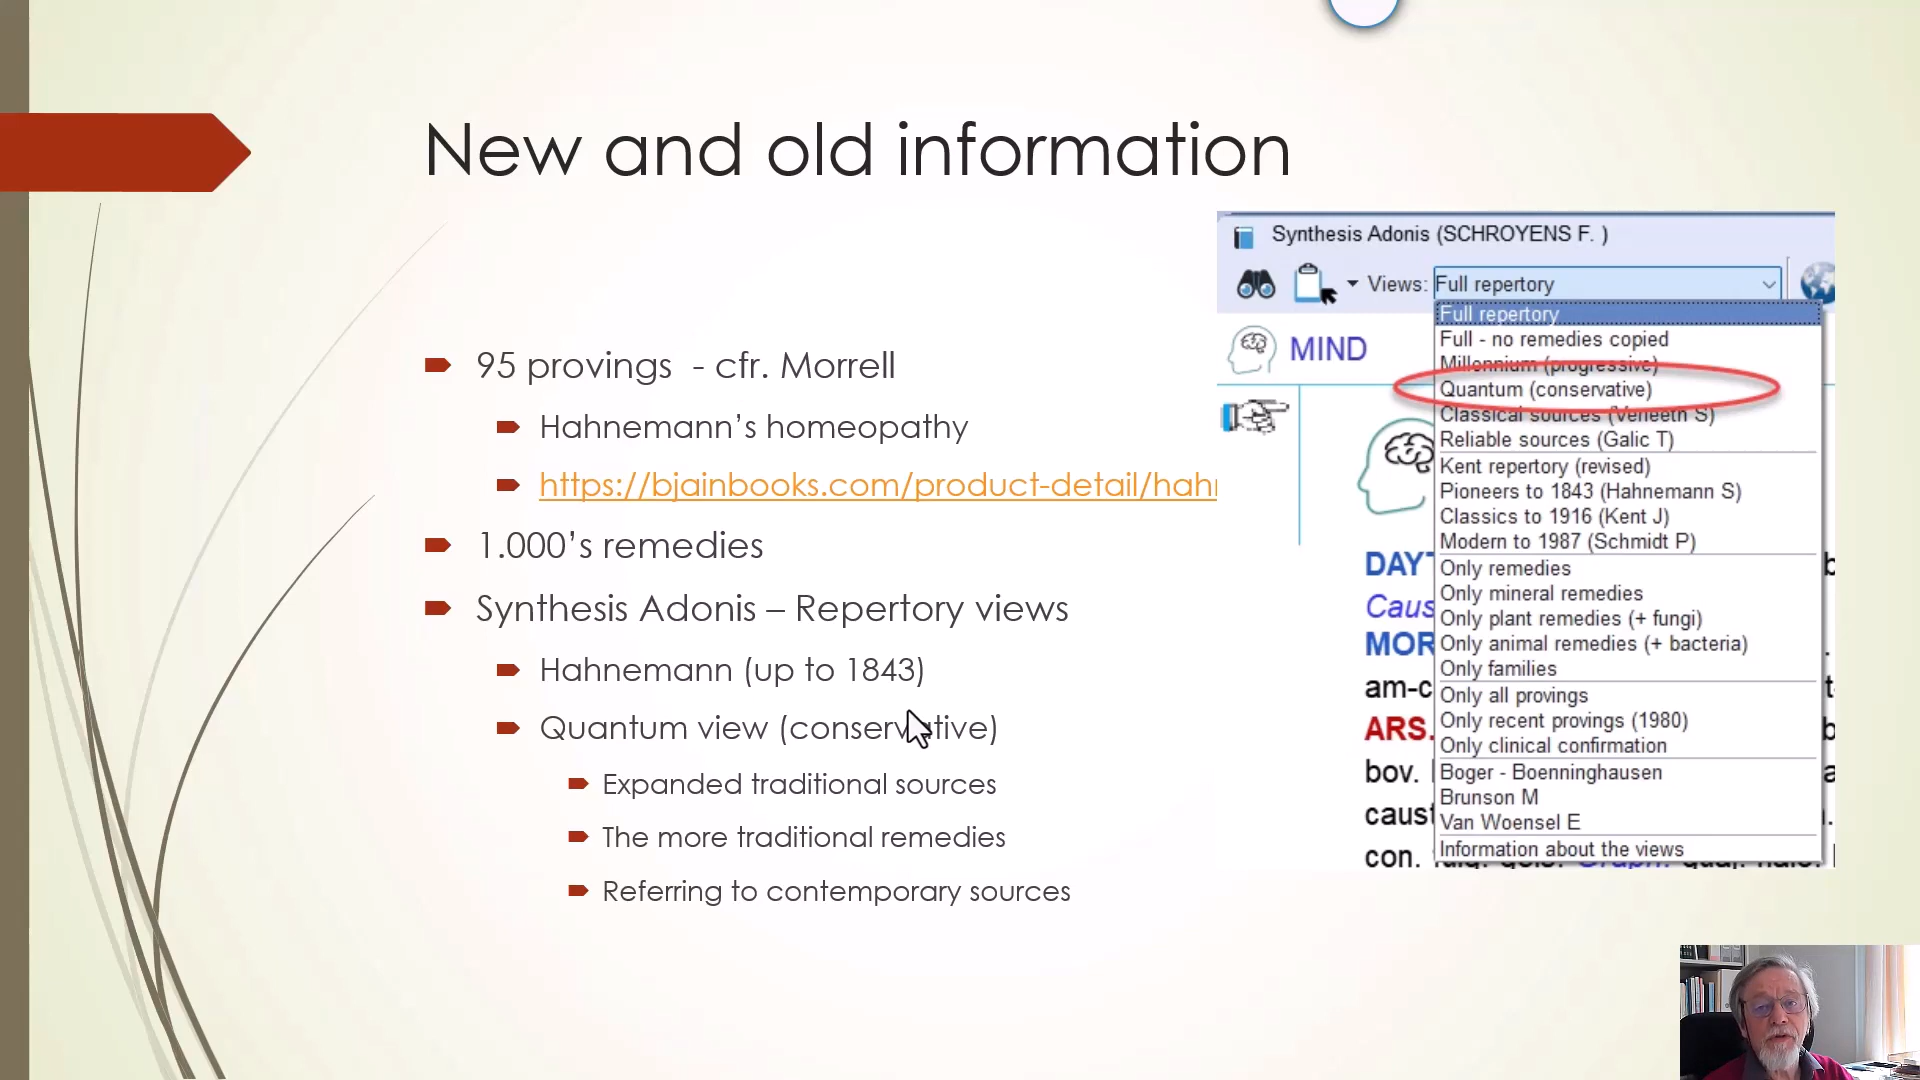 New and old information
95 provings - cfr. Morrell
Hahnemann’s homeopathy
https://bjainbooks.com/product-detail/hahn
1.000’s remedies
Synthesis Adonis – Repertory views
Hahnemann (up to 1843)
Quantum view (conservative)
Expanded traditional sources
The more traditional remedies
Referring to contemporary sources
Synthesis Adonis (SCHROYENS F. )
Views: Full repertory
MIND
Full repertory
Full - no remedies copied
Millennium (progressive)
Quantum (conservative)
Classical sources (Verleeth S)
Reliable sources (Galic T)
Kent repertory (revised)
Pioneers to 1843 (Hahnemann S)
Classics to 1916 (Kent J)
Modern to 1987 (Schmidt P)
Only remedies
Only mineral remedies
Only plant remedies (+ fungi)
Only animal remedies (+ bacteria)
Only families
Only all provings
Only recent provings (1980)
Only clinical confirmation
Boger - Boenninghausen
Brunson M
Van Woensel E
Information about the views
DAY
Caus
MOR
am-c
ARS.
bov.
caust
con.